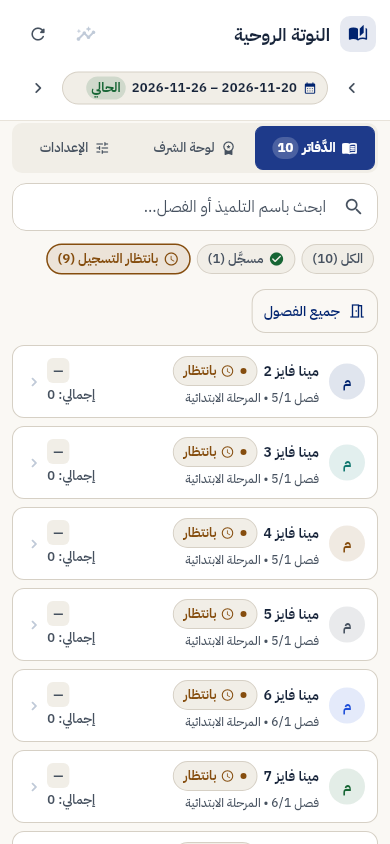 النوتة الروحية
2026-11-20 – 2026-11-26 الحالي
الدَّفاتر 10
لوحة الشرف
الإعدادات
ابحث باسم التلميذ أو الفصل...
الكل (10)
مسجَّل (1)
بانتظار التسجيل (9)
جميع الفصول
م
مينا فايز 2
بانتظار
فصل 5/1 • المرحلة الابتدائية
—
إجمالي: 0
م
مينا فايز 3
بانتظار
فصل 5/1 • المرحلة الابتدائية
—
إجمالي: 0
م
مينا فايز 4
بانتظار
فصل 5/1 • المرحلة الابتدائية
—
إجمالي: 0
م
مينا فايز 5
بانتظار
فصل 5/1 • المرحلة الابتدائية
—
إجمالي: 0
م
مينا فايز 6
بانتظار
فصل 6/1 • المرحلة الابتدائية
—
إجمالي: 0
م
مينا فايز 7
بانتظار
فصل 6/1 • المرحلة الابتدائية
—
إجمالي: 0